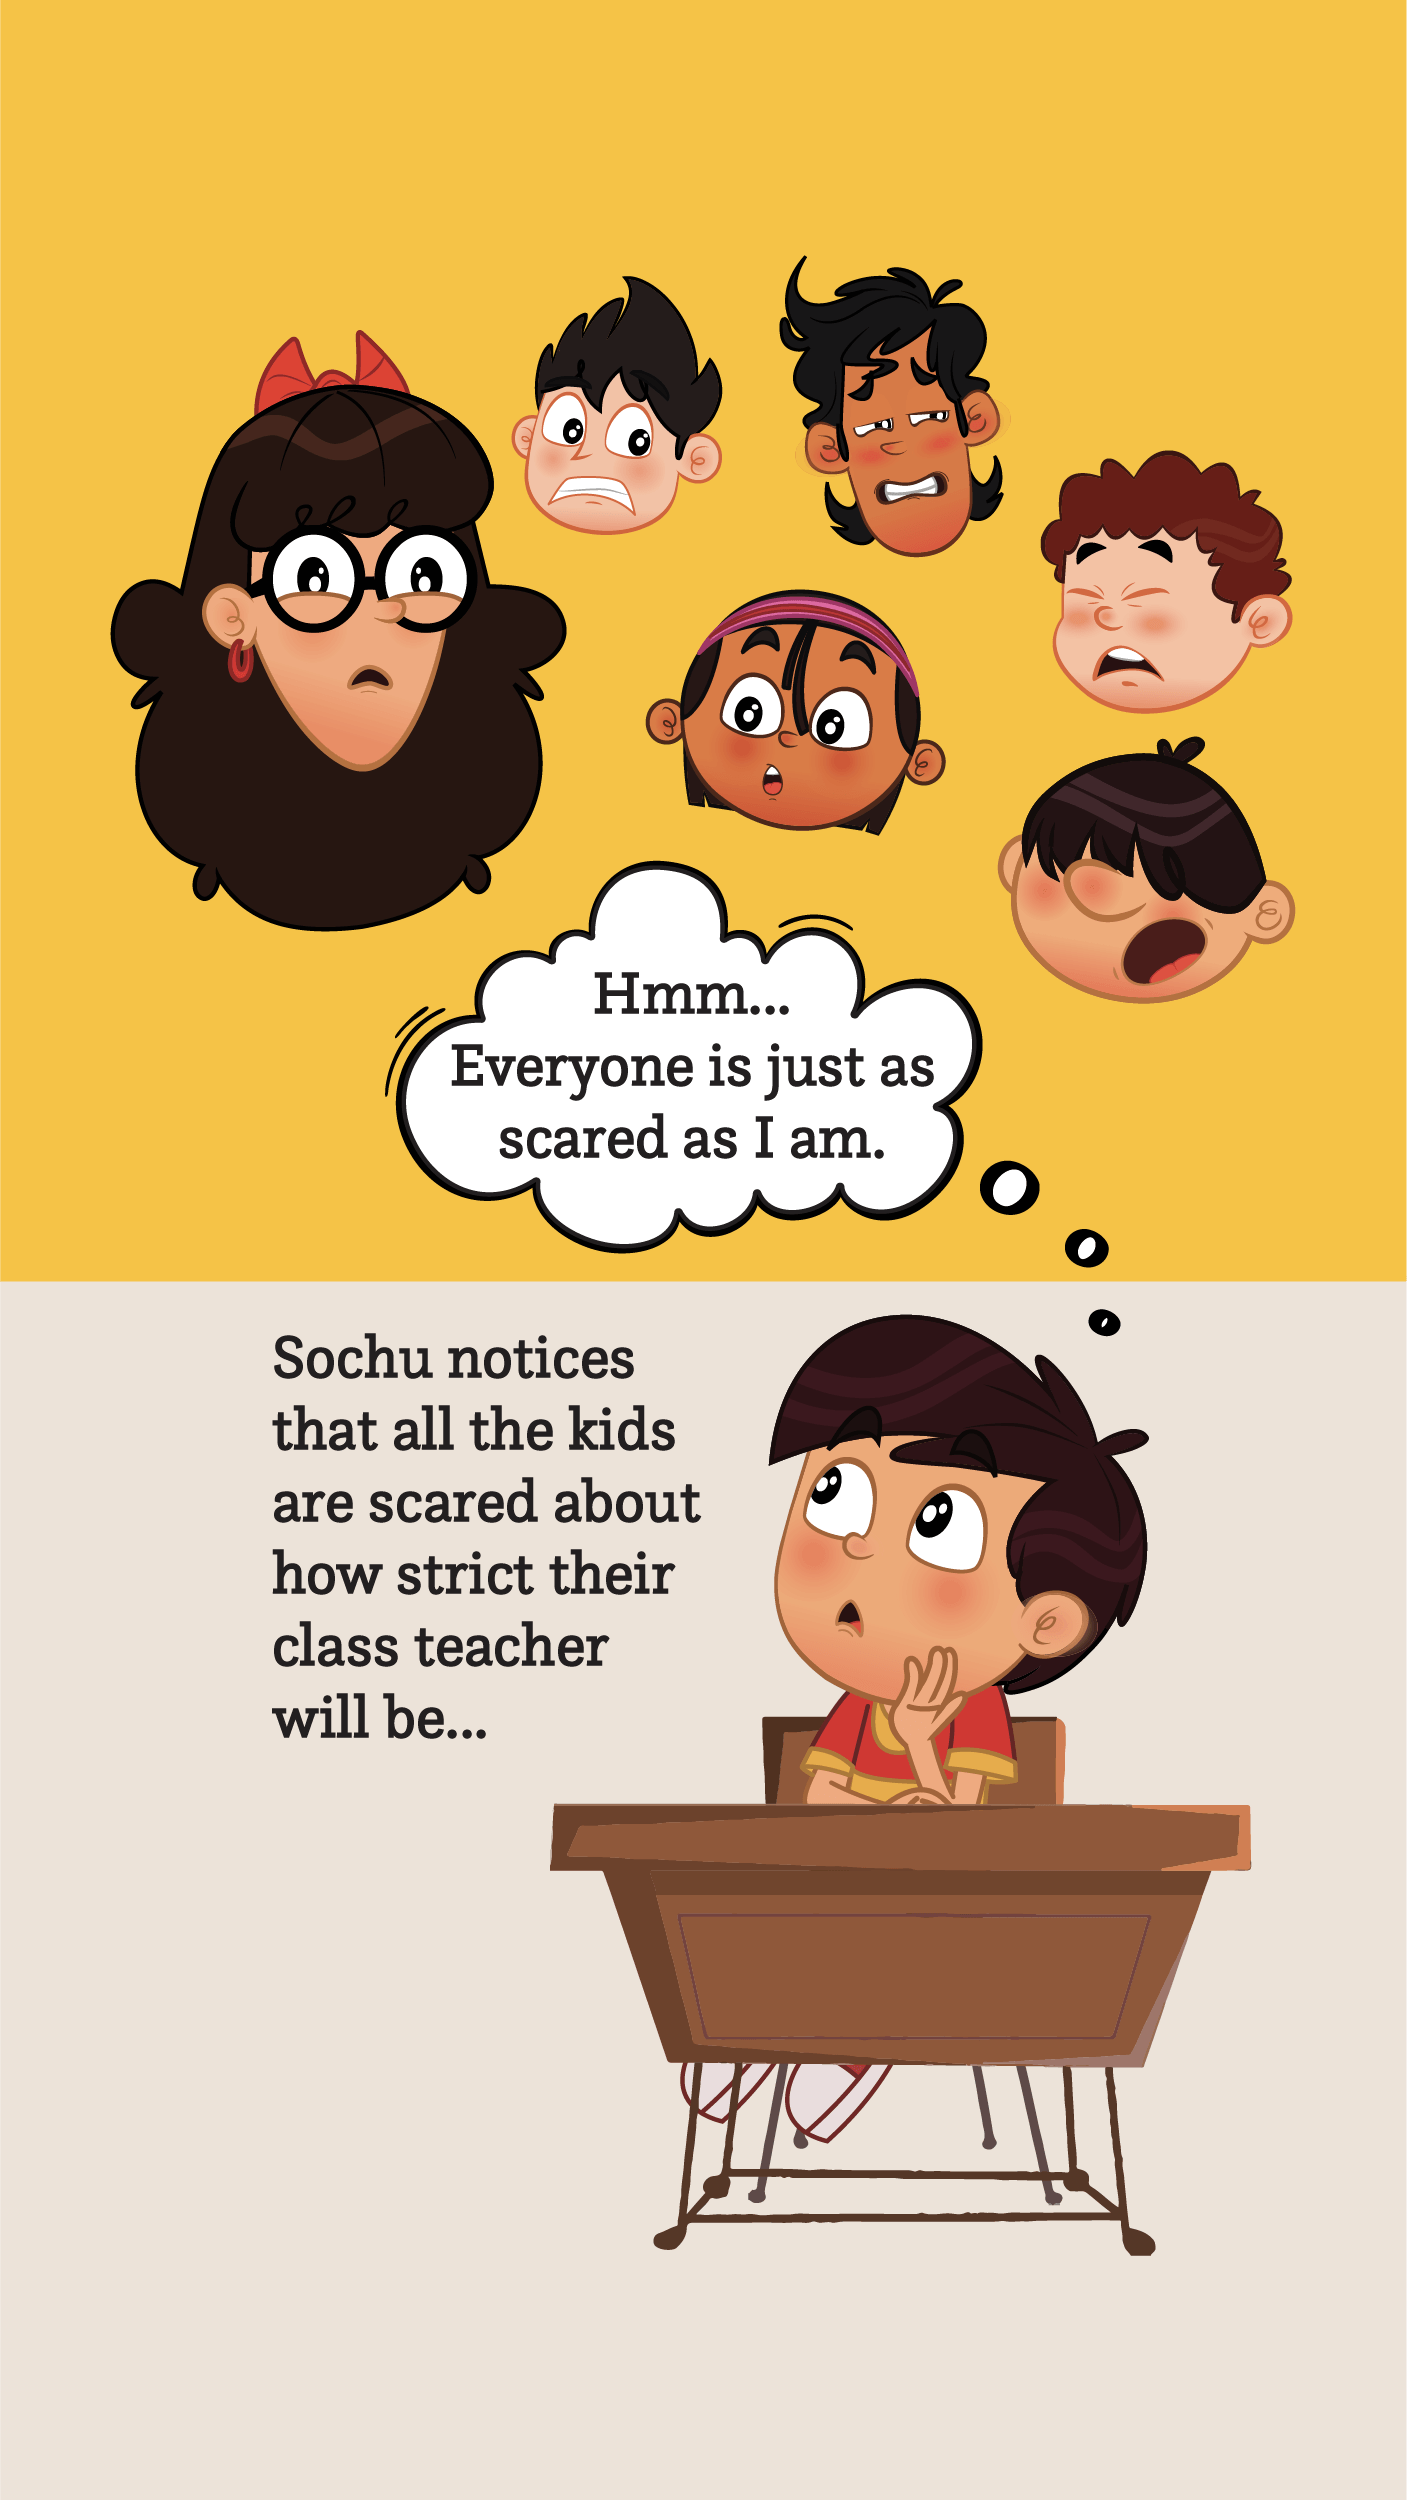 Hmm...
Everyone is just as
scared as I am.
Sochu notices
that all the kids
are scared about
how strict their
class teacher
will be...